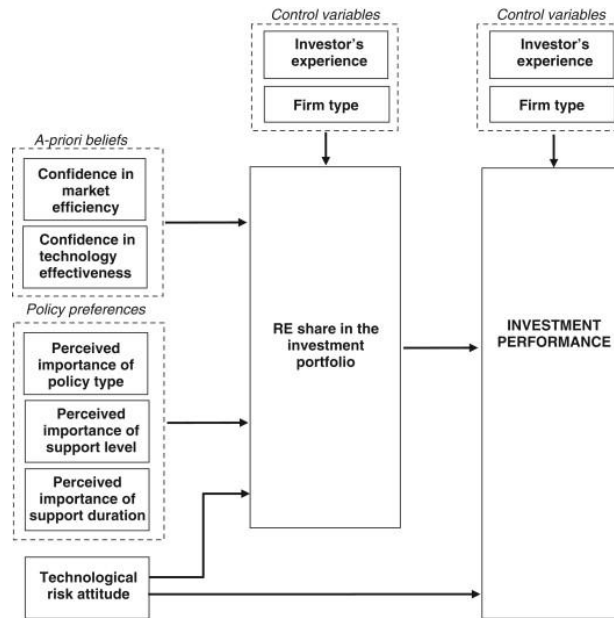 Control variables
Investor's
experience
Firm type
Control variables
Investor's
experience
Firm type
A-priori beliefs
Confidence in
market
efficiency
Confidence in
technology
effectiveness
Policy preferences
Perceived
importance of
policy type
Perceived
importance of
support level
Perceived
importance of
support duration
Technological
risk attitude
RE share in the
investment
portfolio
INVESTMENT
PERFORMANCE